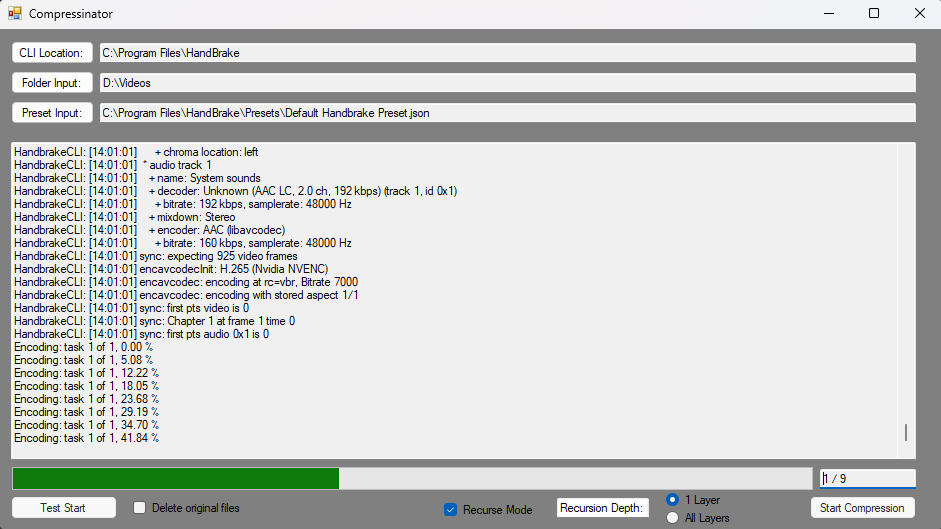 Compressinator
CLI Location: C:\Program Files\HandBrake
Folder Input: D:\Videos
Preset Input: C:\Program Files\HandBrake\Presets\Default Handbrake Preset.json
HandbrakeCLI: [14:01:01] + chroma location: left
HandbrakeCLI: [14:01:01] * audio track 1
HandbrakeCLI: [14:01:01] + name: System sounds
HandbrakeCLI: [14:01:01] + decoder: Unknown (AAC LC, 2.0 ch, 192 kbps) (track 1, id 0x1)
HandbrakeCLI: [14:01:01] + bitrate: 192 kbps, samplerate: 48000 Hz
HandbrakeCLI: [14:01:01] + mixdown: Stereo
HandbrakeCLI: [14:01:01] + encoder: AAC (libavcodec)
HandbrakeCLI: [14:01:01] + bitrate: 160 kbps, samplerate: 48000 Hz
HandbrakeCLI: [14:01:01] sync: expecting 925 video frames
HandbrakeCLI: [14:01:01] encavcodecInit: H.265 (Nvidia NVENC)
HandbrakeCLI: [14:01:01] encavcodec: encoding at rc=vbr, Bitrate 7000
HandbrakeCLI: [14:01:01] encavcodec: encoding with stored aspect 1/1
HandbrakeCLI: [14:01:01] sync: first pts video is 0
HandbrakeCLI: [14:01:01] sync: Chapter 1 at frame 1 time 0
HandbrakeCLI: [14:01:01] sync: first pts audio 0x1 is 0
Encoding: task 1 of 1, 0.00 %
Encoding: task 1 of 1, 5.08 %
Encoding: task 1 of 1, 12.22 %
Encoding: task 1 of 1, 18.05 %
Encoding: task 1 of 1, 23.68 %
Encoding: task 1 of 1, 29.19 %
Encoding: task 1 of 1, 34.70 %
Encoding: task 1 of 1, 41.84 %
1 / 9
Test Start
Delete original files
Recurse Mode
Recursion Depth:
1 Layer
All Layers
Start Compression